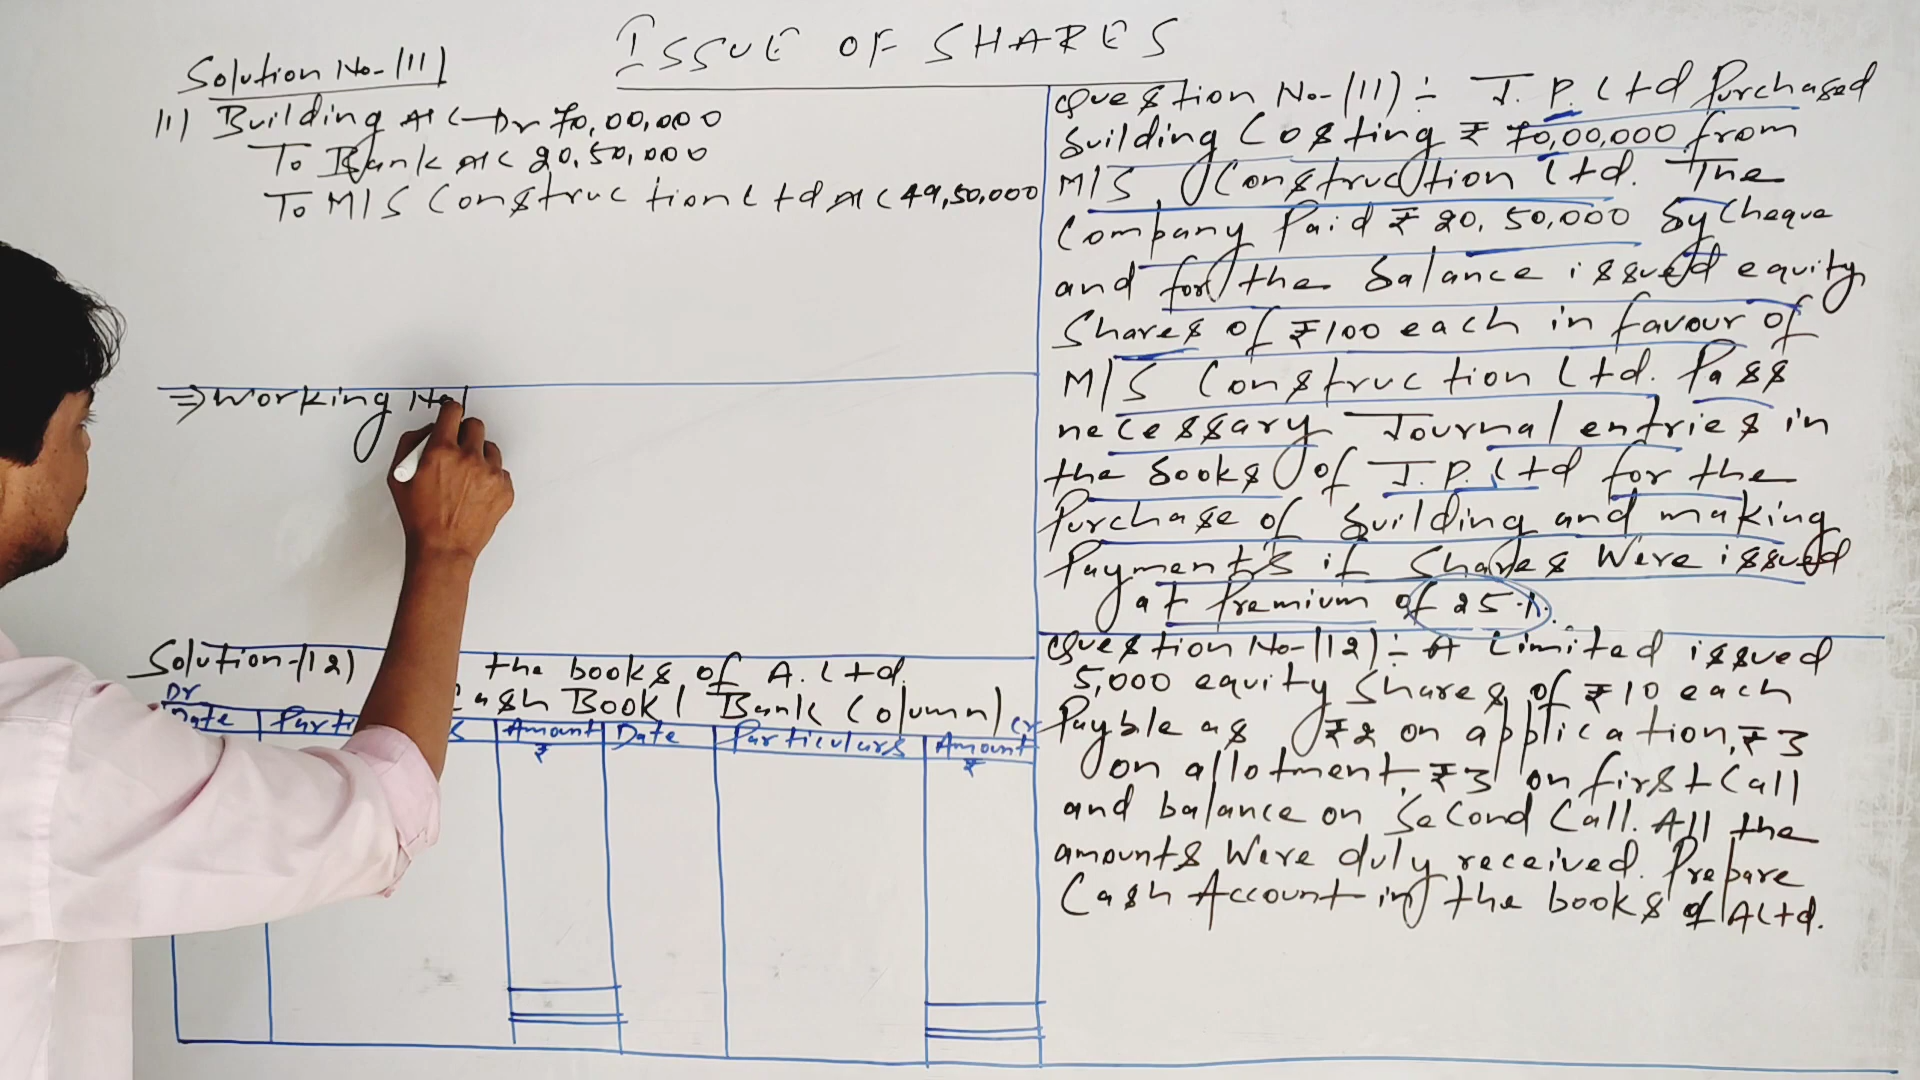 ISSUE OF SHARES
Solution No-(11)
11) Building A/C-Dr 70,00,000
To Bank A/C 20,50,000
To M/S Construction Ltd A/C 49,50,000
⇒ Working No
Question No-(11):- J.P. Ltd Purchased
building Costing ₹ 70,00,000 from
M/S Construction Ltd. The
Company Paid ₹ 20,50,000 by Cheque
and for the balance issued equity
Shares of ₹100 each in favour of
M/S Construction Ltd. Pass
necessary Journal entries in
the books of J.P. Ltd for the
Purchase of building and making
Payments if Shares Were issued
at Premium of 25%.
Question No-(12):- A Limited issued
5,000 equity shares of ₹10 each
Payble as ₹2 on application, ₹3
on allotment, ₹3 on first Call
and balance on Second Call. All the
amounts Were duly received. Prepare
Cash Account in the books of A Ltd.
Solution-(12) the books of A. Ltd.
Cash Book ( Bank Column)
Dr Cr
Date Parti s Amount ₹ Date Particulars Amount ₹